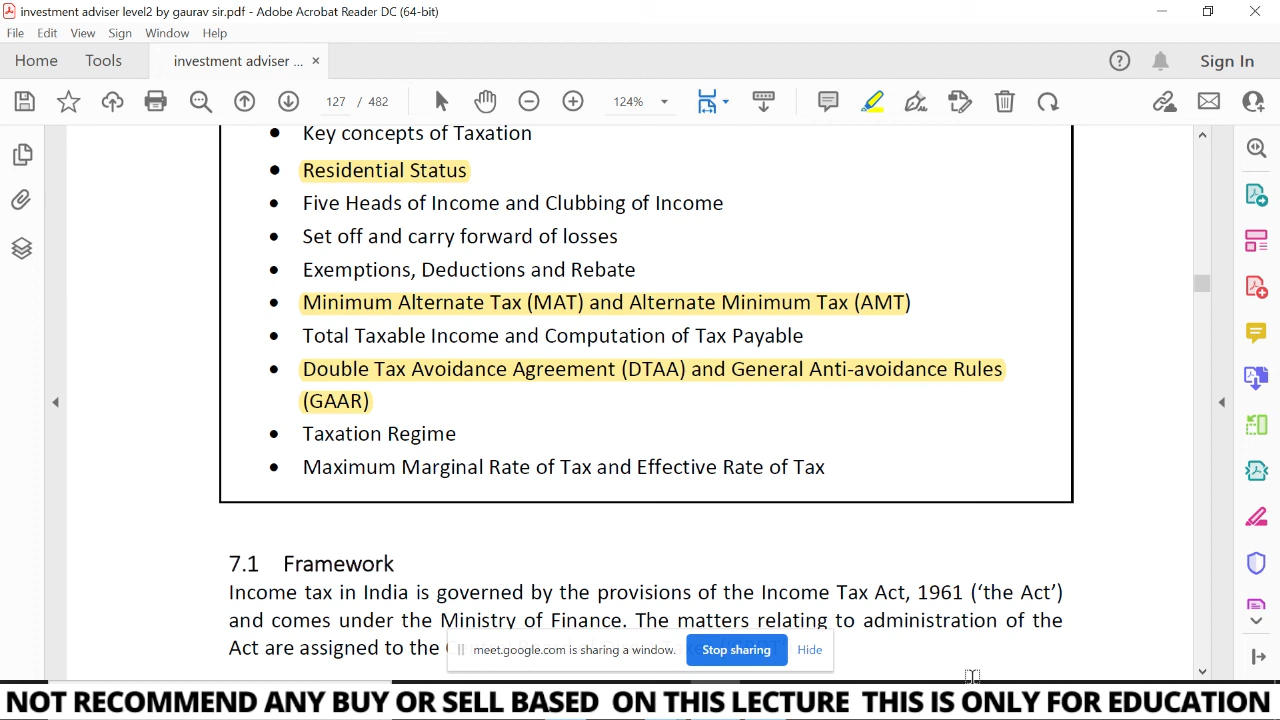 investment adviser level2 by gaurav sir.pdf - Adobe Acrobat Reader DC (64-bit)
File Edit View Sign Window Help
Home Tools investment adviser ... × Sign In
127 / 482 124%
• Key concepts of Taxation
• Residential Status
• Five Heads of Income and Clubbing of Income
• Set off and carry forward of losses
• Exemptions, Deductions and Rebate
• Minimum Alternate Tax (MAT) and Alternate Minimum Tax (AMT)
• Total Taxable Income and Computation of Tax Payable
• Double Tax Avoidance Agreement (DTAA) and General Anti-avoidance Rules
(GAAR)
• Taxation Regime
• Maximum Marginal Rate of Tax and Effective Rate of Tax
7.1 Framework
Income tax in India is governed by the provisions of the Income Tax Act, 1961 (‘the Act’)
and comes under the Ministry of Finance. The matters relating to administration of the
Act are assigned to the
meet.google.com is sharing a window. Stop sharing Hide
NOT RECOMMEND ANY BUY OR SELL BASED ON THIS LECTURE THIS IS ONLY FOR EDUCATION